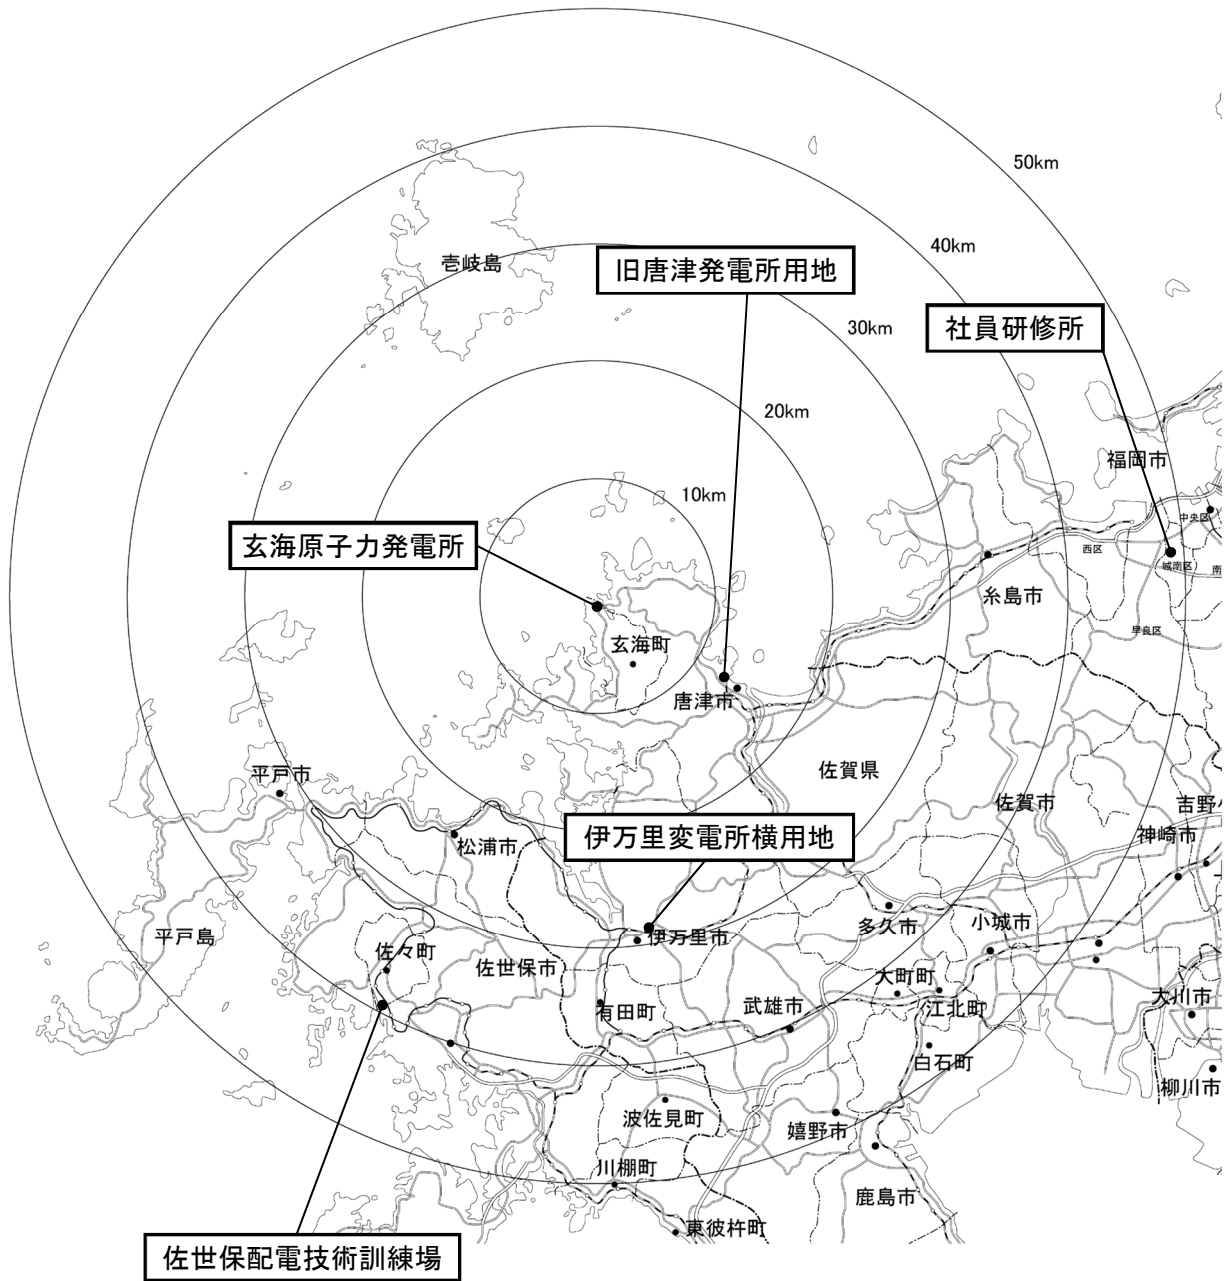 50km
40km
壱岐島
旧唐津発電所用地
社員研修所
30km
20km
福岡市
10km
中央区
玄海原子力発電所
西区
城南区
南
糸島市
早良区
玄海町
唐津市
佐賀県
平戸市
佐賀市
吉野
伊万里変電所横用地
神崎市
松浦市
多久市
小城市
平戸島
伊万里市
佐々町
佐世保市
大町町
大川市
有田町
武雄市
江北町
白石町
柳川市
波佐見町
嬉野市
川棚町
鹿島市
東彼杵町
佐世保配電技術訓練場